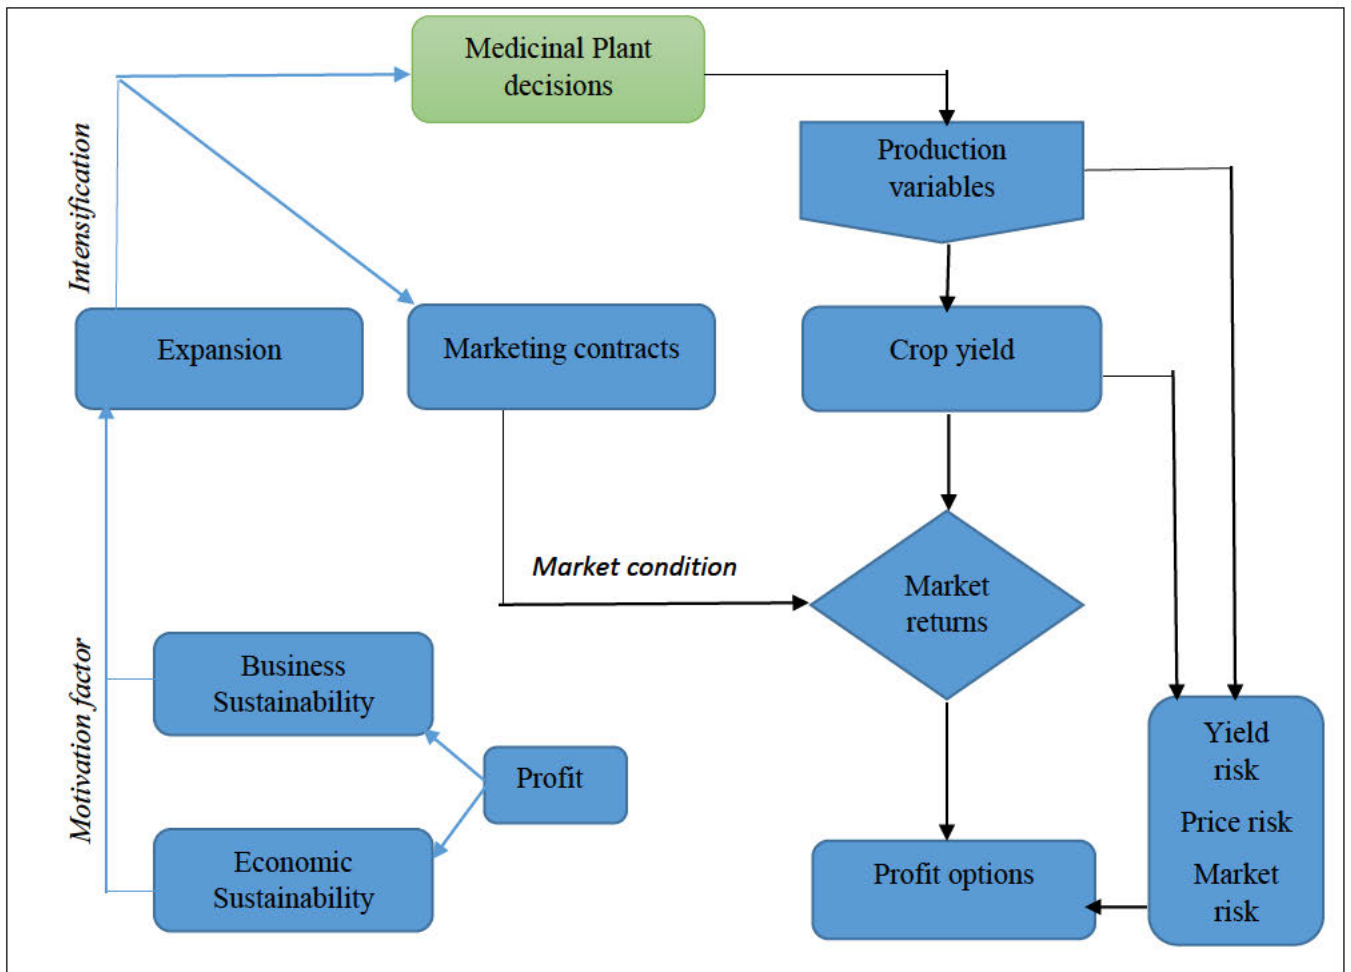 Medicinal Plant
decisions
Production
variables
Intensification
Expansion
Marketing contracts
Crop yield
Market condition
Market
returns
Motivation factor
Business
Sustainability
Profit
Economic
Sustainability
Profit options
Yield
risk
Price risk
Market
risk